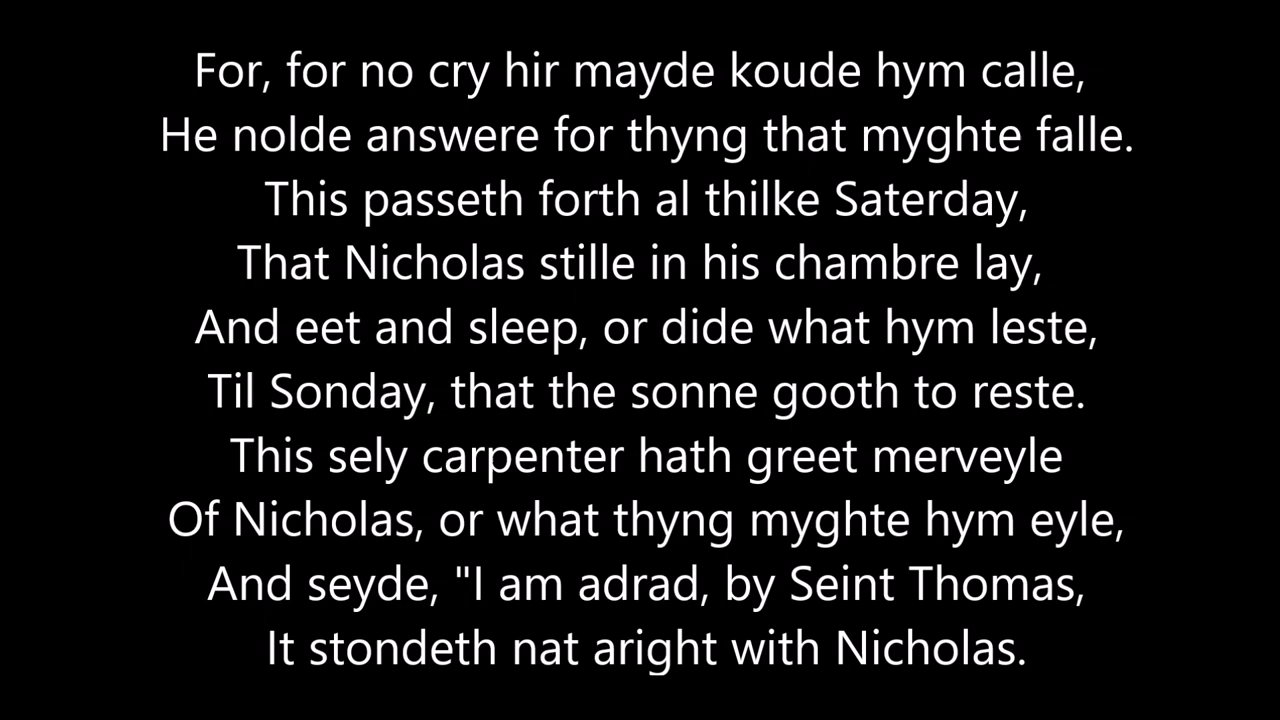 For, for no cry hir mayde koude hym calle,
He nolde answere for thyng that myghte falle.
This passeth forth al thilke Saterday,
That Nicholas stille in his chambre lay,
And eet and sleep, or dide what hym leste,
Til Sonday, that the sonne gooth to reste.
This sely carpenter hath greet merveyle
Of Nicholas, or what thyng myghte hym eyle,
And seyde, "I am adrad, by Seint Thomas,
It stondeth nat aright with Nicholas.